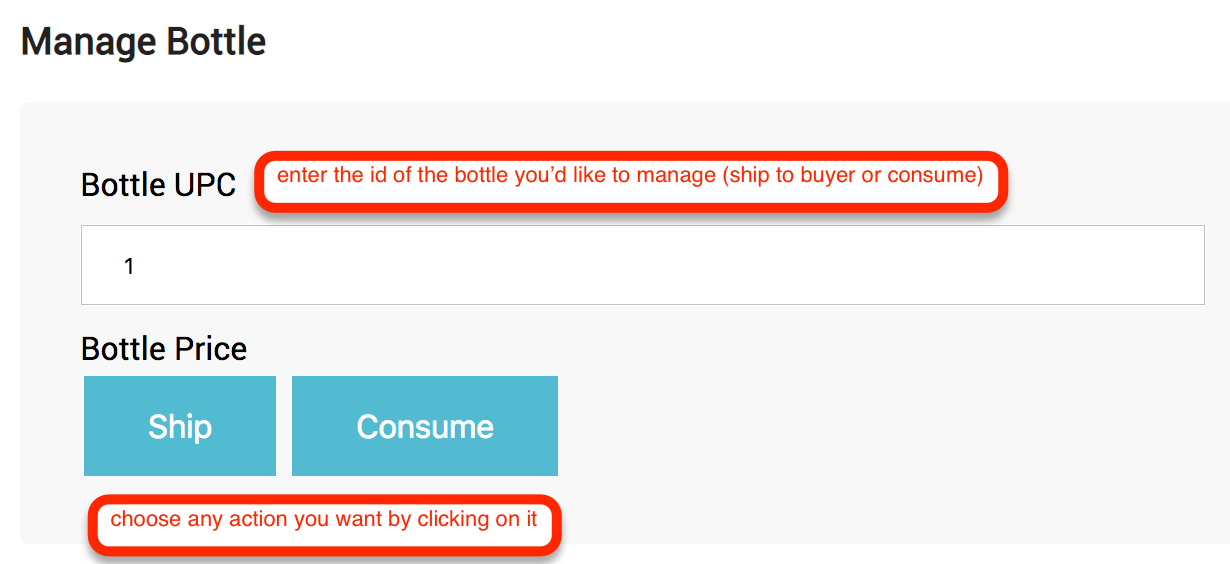 Manage Bottle
Bottle UPC
enter the id of the bottle you’d like to manage (ship to buyer or consume)
1
Bottle Price
Ship
Consume
choose any action you want by clicking on it